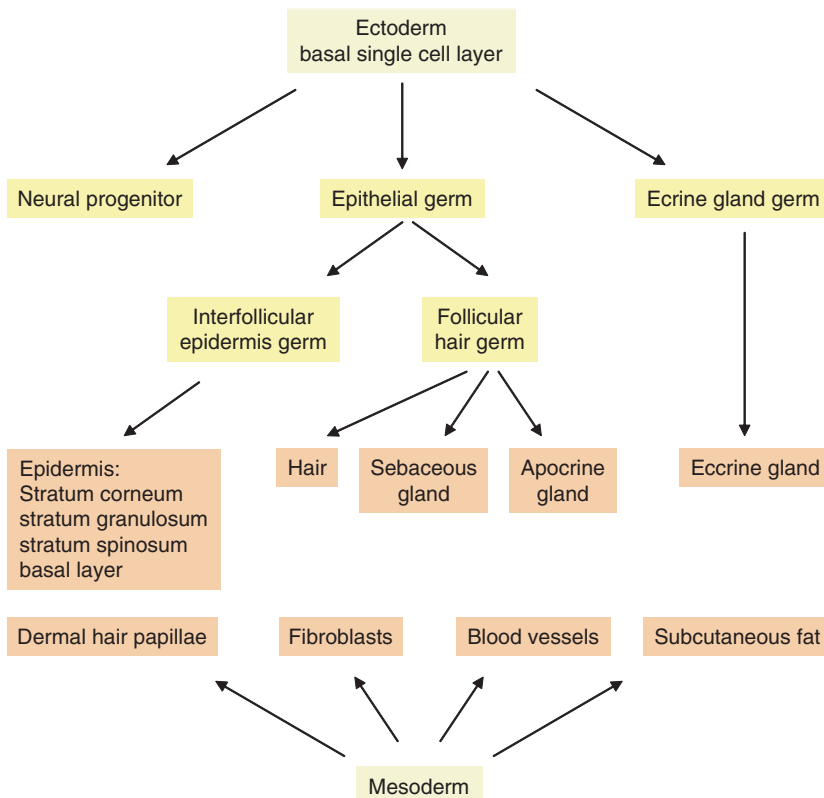 Ectoderm
basal single cell layer
Neural progenitor
Epithelial germ
Ecrine gland germ
Interfollicular
epidermis germ
Follicular
hair germ
Epidermis:
Stratum corneum
stratum granulosum
stratum spinosum
basal layer
Hair
Sebaceous
gland
Apocrine
gland
Eccrine gland
Dermal hair papillae
Fibroblasts
Blood vessels
Subcutaneous fat
Mesoderm